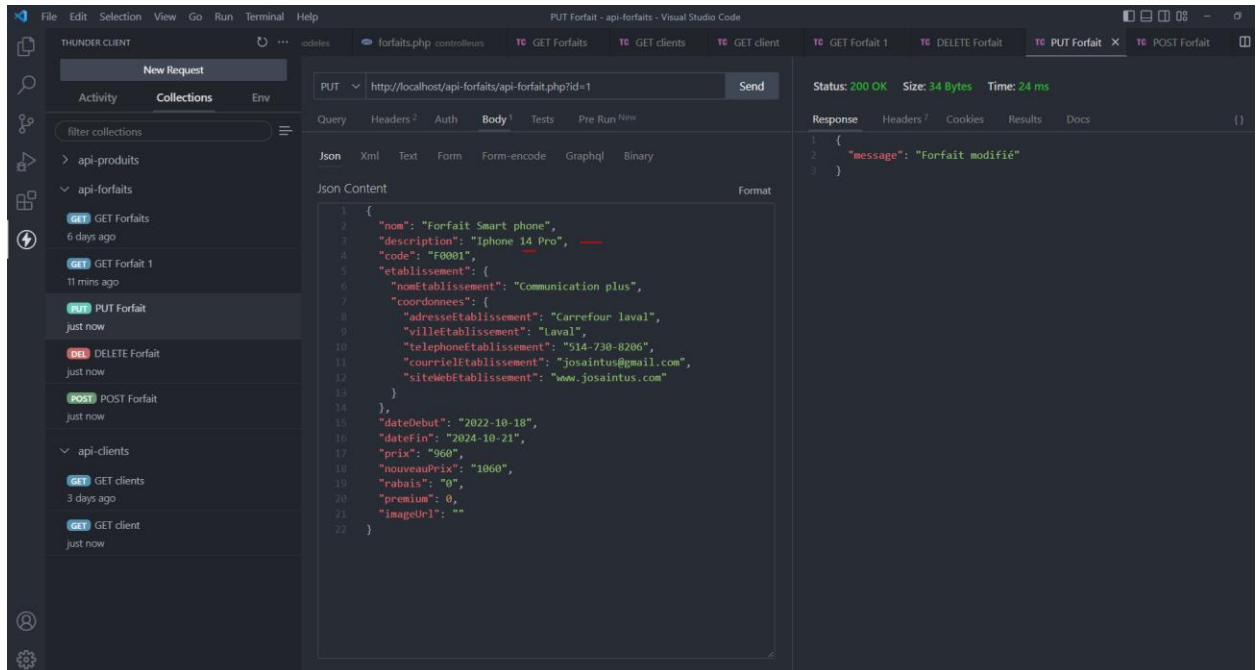 File Edit Selection View Go Run Terminal Help
PUT Forfait - api-forfaits - Visual Studio Code
THUNDER CLIENT
New Request
Activity Collections Env
filter collections
api-produits
api-forfaits
GET GET Forfaits
6 days ago
GET GET Forfait 1
11 mins ago
PUT PUT Forfait
just now
DEL DELETE Forfait
just now
POST POST Forfait
just now
api-clients
GET GET clients
3 days ago
GET GET client
just now
odeles forfaits.php controlleurs TC GET Forfaits TC GET clients TC GET client TC GET Forfait 1 TC DELETE Forfait TC PUT Forfait TC POST Forfait
PUT http://localhost/api-forfaits/api-forfait.php?id=1 Send
Query Headers 2 Auth Body 1 Tests Pre Run New
Json Xml Text Form Form-encode Graphql Binary
Json Content Format
1 {
2 "nom": "Forfait Smart phone",
3 "description": "Iphone 14 Pro",
4 "code": "F0001",
5 "etablissement": {
6 "nomEtablissement": "Communication plus",
7 "coordonnees": {
8 "adresseEtablissement": "Carrefour laval",
9 "villeEtablissement": "Laval",
10 "telephoneEtablissement": "514-730-8206",
11 "courrielEtablissement": "josaintus@gmail.com",
12 "siteWebEtablissement": "www.josaintus.com"
13 }
14 },
15 "dateDebut": "2022-10-18",
16 "dateFin": "2024-10-21",
17 "prix": "960",
18 "nouveauPrix": "1060",
19 "rabais": "0",
20 "premium": 0,
21 "imageUrl": ""
22 }
Status: 200 OK Size: 34 Bytes Time: 24 ms
Response Headers 7 Cookies Results Docs {}
1 {
2 "message": "Forfait modifié"
3 }